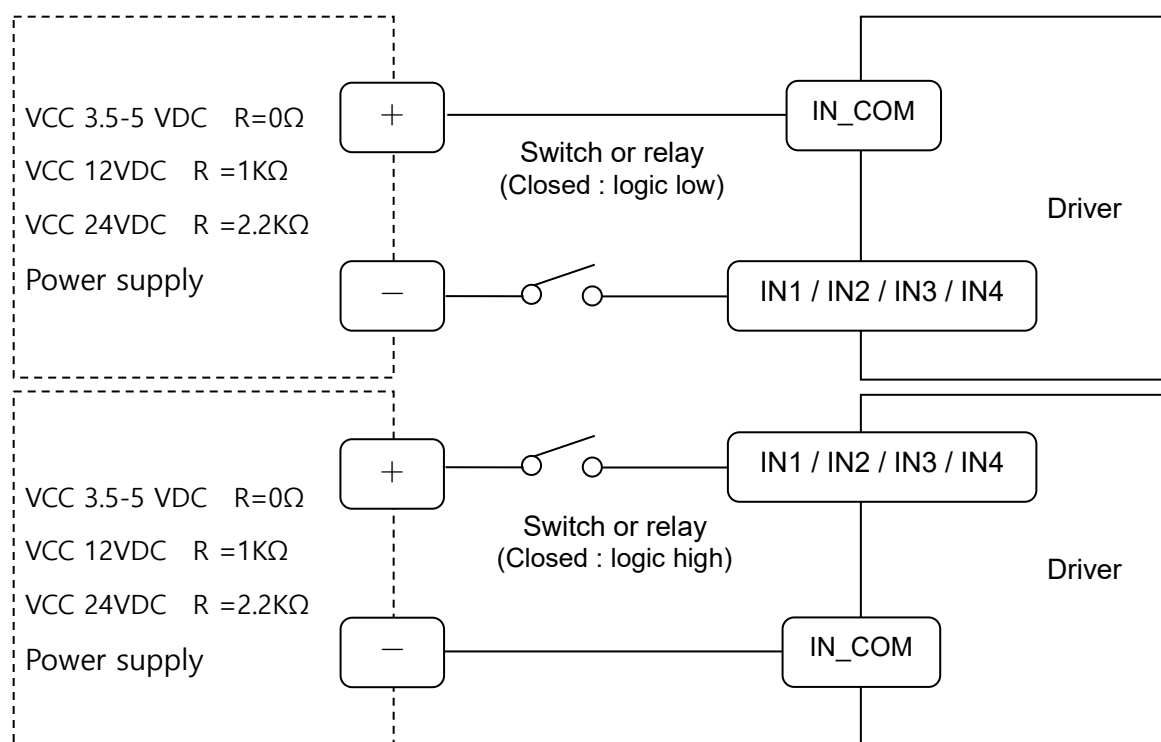 VCC 3.5-5 VDC R=0Ω
VCC 12VDC R =1KΩ
VCC 24VDC R =2.2KΩ
Power supply
+
−
Switch or relay
(Closed : logic low)
IN_COM
IN1 / IN2 / IN3 / IN4
Driver
VCC 3.5-5 VDC R=0Ω
VCC 12VDC R =1KΩ
VCC 24VDC R =2.2KΩ
Power supply
+
−
Switch or relay
(Closed : logic high)
IN1 / IN2 / IN3 / IN4
IN_COM
Driver